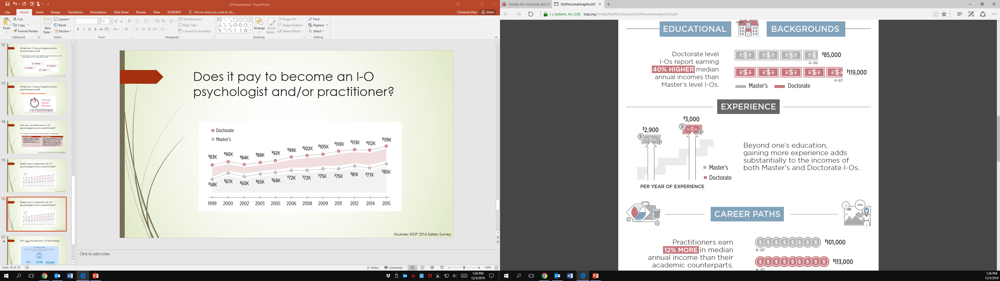 IO Presentation - PowerPoint
File Home Insert Design Transitions Animations Slide Show Review View ACROBAT Tell me what you want to do...
Clemente Diaz Share
Paste
Cut
Copy
Format Painter
Clipboard
New
Slide
Layout
Reset
Section
Slides
18
B I U S abc AV Aa A
Font
Text Direction
Align Text
Convert to SmartArt
Paragraph
Arrange
Quick
Styles
Shape Fill
Shape Outline
Shape Effects
Drawing
Find
Replace
Select
Editing
12
Where do I-O psychologists and/or
practitioners work?
13
Where do I-O psychologists and/or
practitioners work?
1 Minute
Career
Preview
I-O Psychologist
14
How do you become an I-O
psychologist and/or practitioner?
15
Does it pay to become an I-O
psychologist and/or practitioner?
16
Does it pay to become an I-O
psychologist and/or practitioner?
17
Why you should study I-O Psychology
9.4 3,420 82,068
Does it pay to become an I-O
psychologist and/or practitioner?
Doctorate
Master's
$83K $90K $84K $88K $92K $99K $102K $105K $110K $113K $112K $119K
$58K $67K $60K $65K $68K $72K $72K $75K $75K $81K $77K $85K
1999 2000 2002 2003 2005 2006 2008 2009 2011 2012 2014 2015
Sources: SIOP 2016 Salary Survey
Click to add notes
Slide 16 of 18
Notes Comments 100%
1:36 PM
12/3/2019
Society for Industrial and O
SIOPIncomeGraphic201
J L Systems, Inc. [US] siop.org/Portals/84/PDFs/Surveys/SIOPIncomeGraphic2016.pdf
EDUCATIONAL BACKGROUNDS
Doctorate level
I-Os report earning
40% HIGHER median
annual incomes than
Master's level I-Os.
$85,000
N=246
$119,000
N=821
Master's Doctorate
EXPERIENCE
$2,900
$3,000
Master's
Doctorate
PER YEAR OF EXPERIENCE
Beyond one's education,
gaining more experience adds
substantially to the incomes of
both Master's and Doctorate I-Os.
CAREER PATHS
Practitioners earn
12% MORE in median
annual income than their
academic counterparts.
$101,000
N=307
$113,000
N=762
1:36 PM
12/3/2019